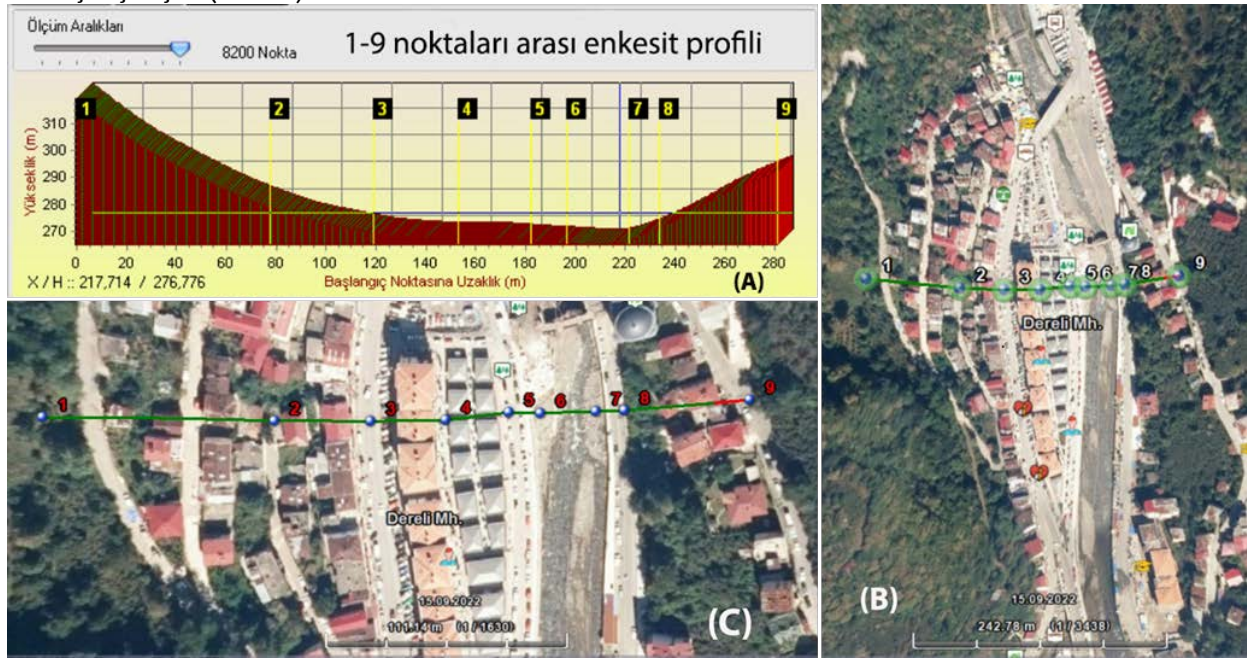 Ölçüm Aralıkları
8200 Nokta
1-9 noktaları arası enkesit profili
1 2 3 4 5 6 7 8 9
Yükseklik (m)
310
300
290
280
270
0 20 40 60 80 100 120 140 160 180 200 220 240 260 280
X / H :: 217,714 / 276,776
Başlangıç Noktasına Uzaklık (m)
(A)
1 2 3 4 5 6 7 8 9
Dereli Mh.
15.09.2022
111.14 m (1 / 1630)
(C)
1 2 3 4 5 6 7 8 9
Dereli Mh.
15.09.2022
242.78 m (1 / 3438)
(B)